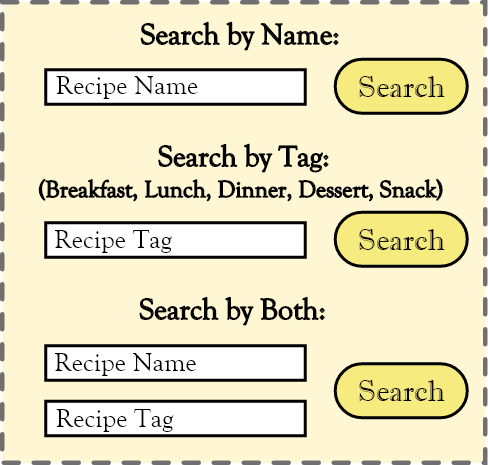 Search by Name:
Recipe Name Search
Search by Tag:
(Breakfast, Lunch, Dinner, Dessert, Snack)
Recipe Tag Search
Search by Both:
Recipe Name
Search
Recipe Tag